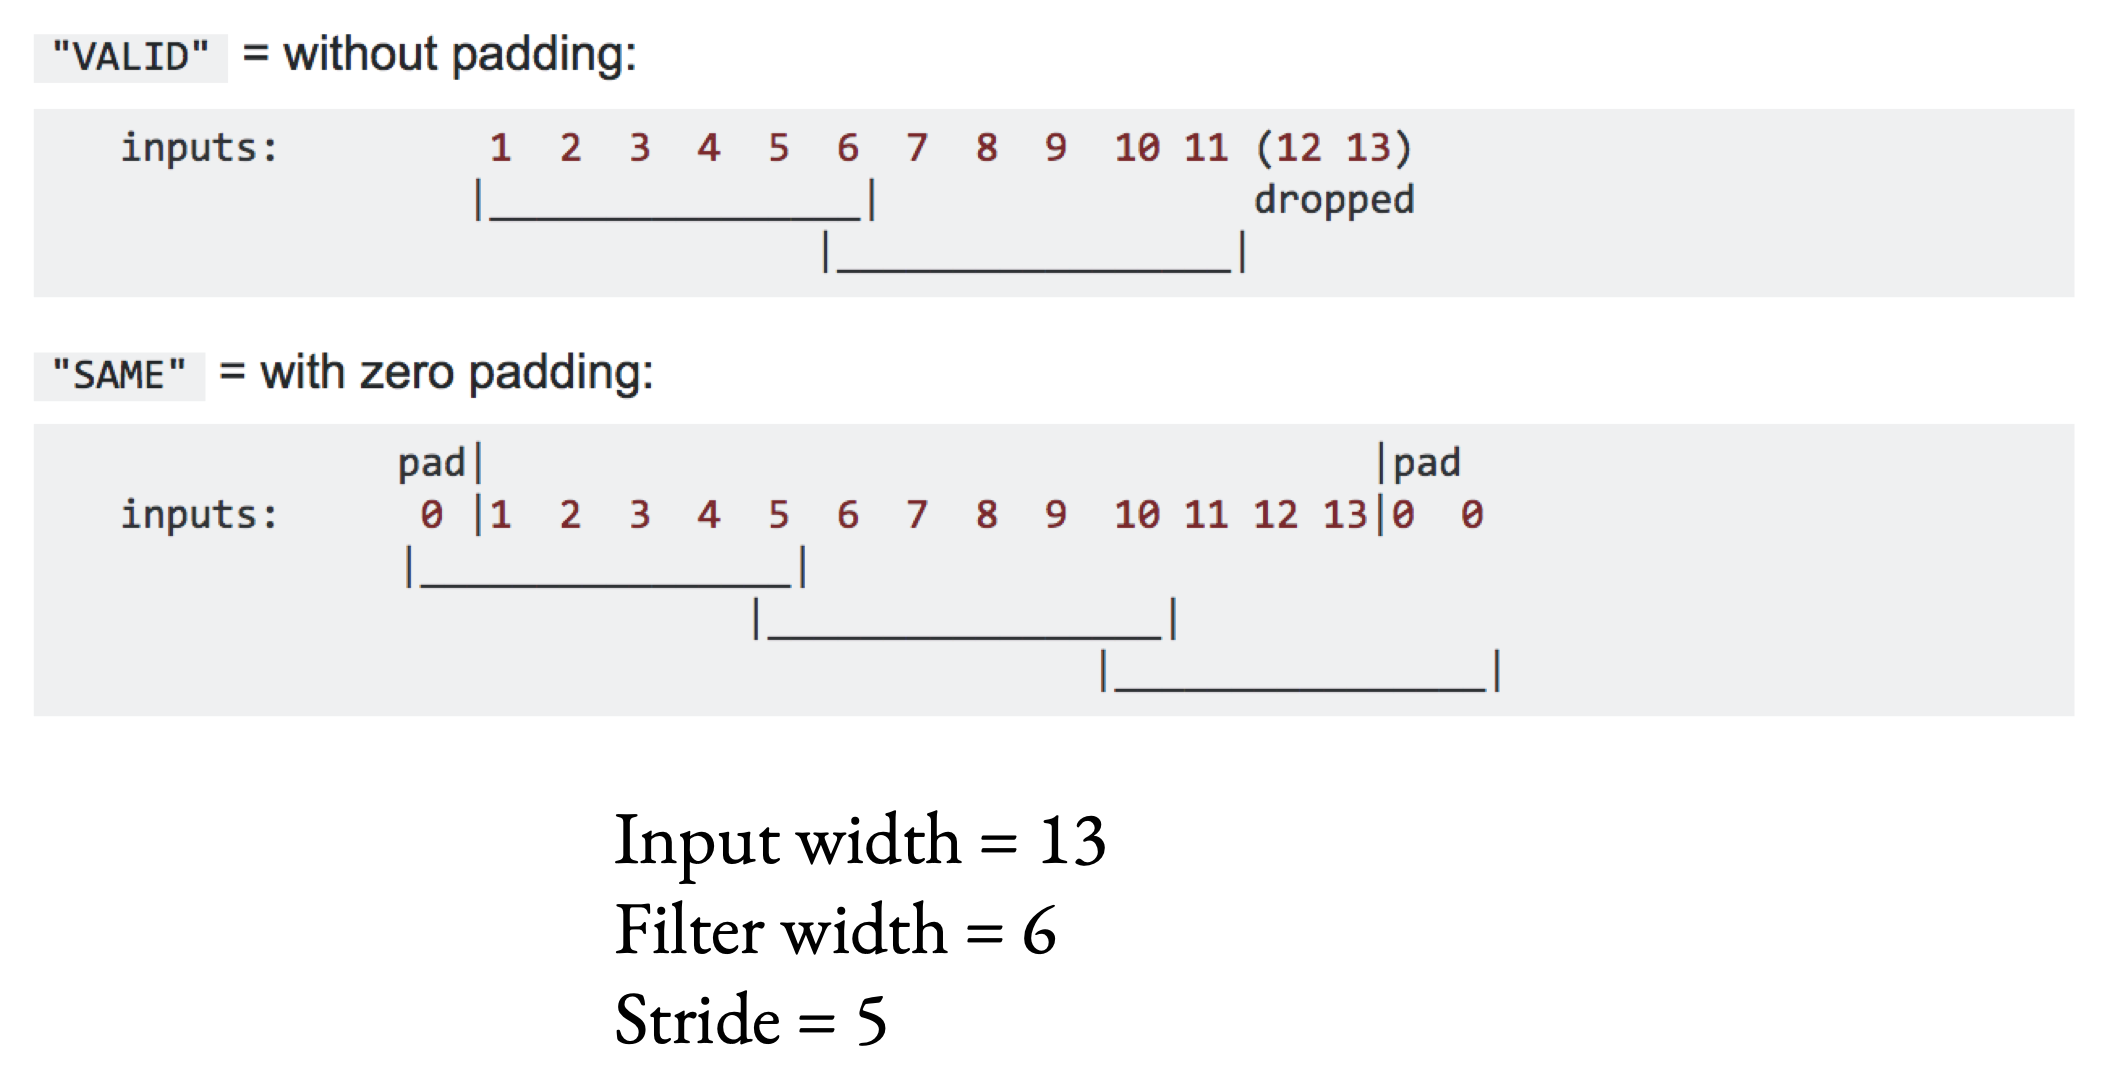 "VALID" = without padding:
inputs: 1 2 3 4 5 6 7 8 9 10 11 (12 13)
|________________| dropped
|_________________|
"SAME" = with zero padding:
pad| |pad
inputs: 0 |1 2 3 4 5 6 7 8 9 10 11 12 13|0 0
|________________|
|_________________|
|________________|
Input width = 13
Filter width = 6
Stride = 5